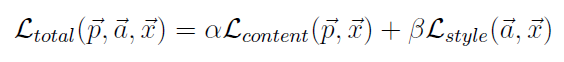 𝓛_total(p⃗, a⃗, x⃗) = α𝓛_content(p⃗, x⃗) + β𝓛_style(a⃗, x⃗)